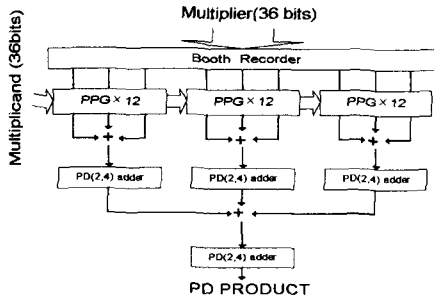 Multiplier(36 bits)
Multiplicand (36bits)
Booth Recorder
PPG × 12
PPG × 12
PPG × 12
+
+
+
PD(2,4) adder
PD(2,4) adder
PD(2,4) adder
+
PD(2,4) adder
PD PRODUCT